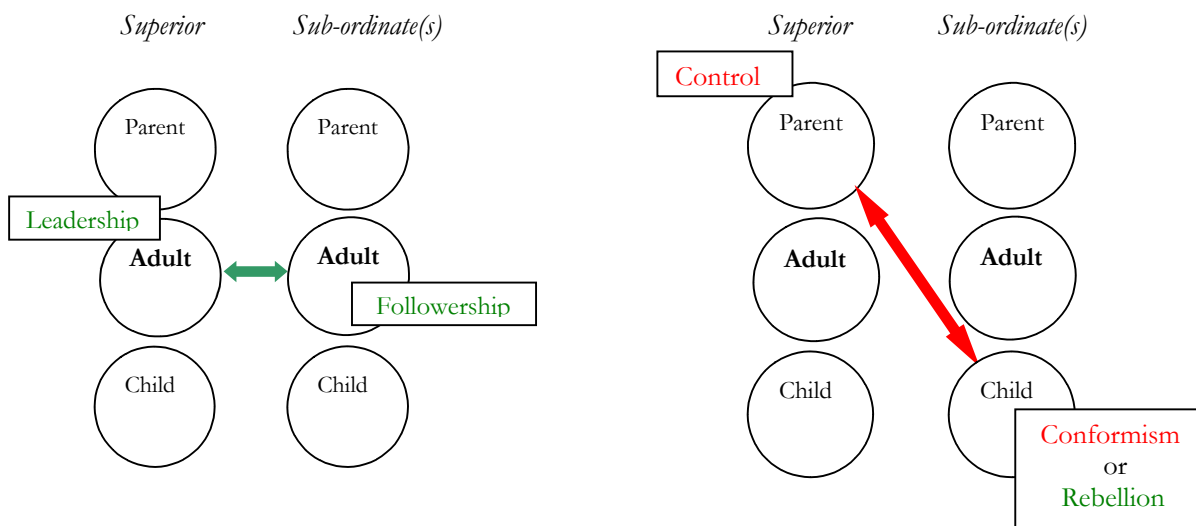 Superior
Sub-ordinate(s)
Parent
Parent
Leadership
Adult
Adult
Followership
Child
Child
Superior
Sub-ordinate(s)
Control
Parent
Parent
Adult
Adult
Child
Child
Conformism
or
Rebellion